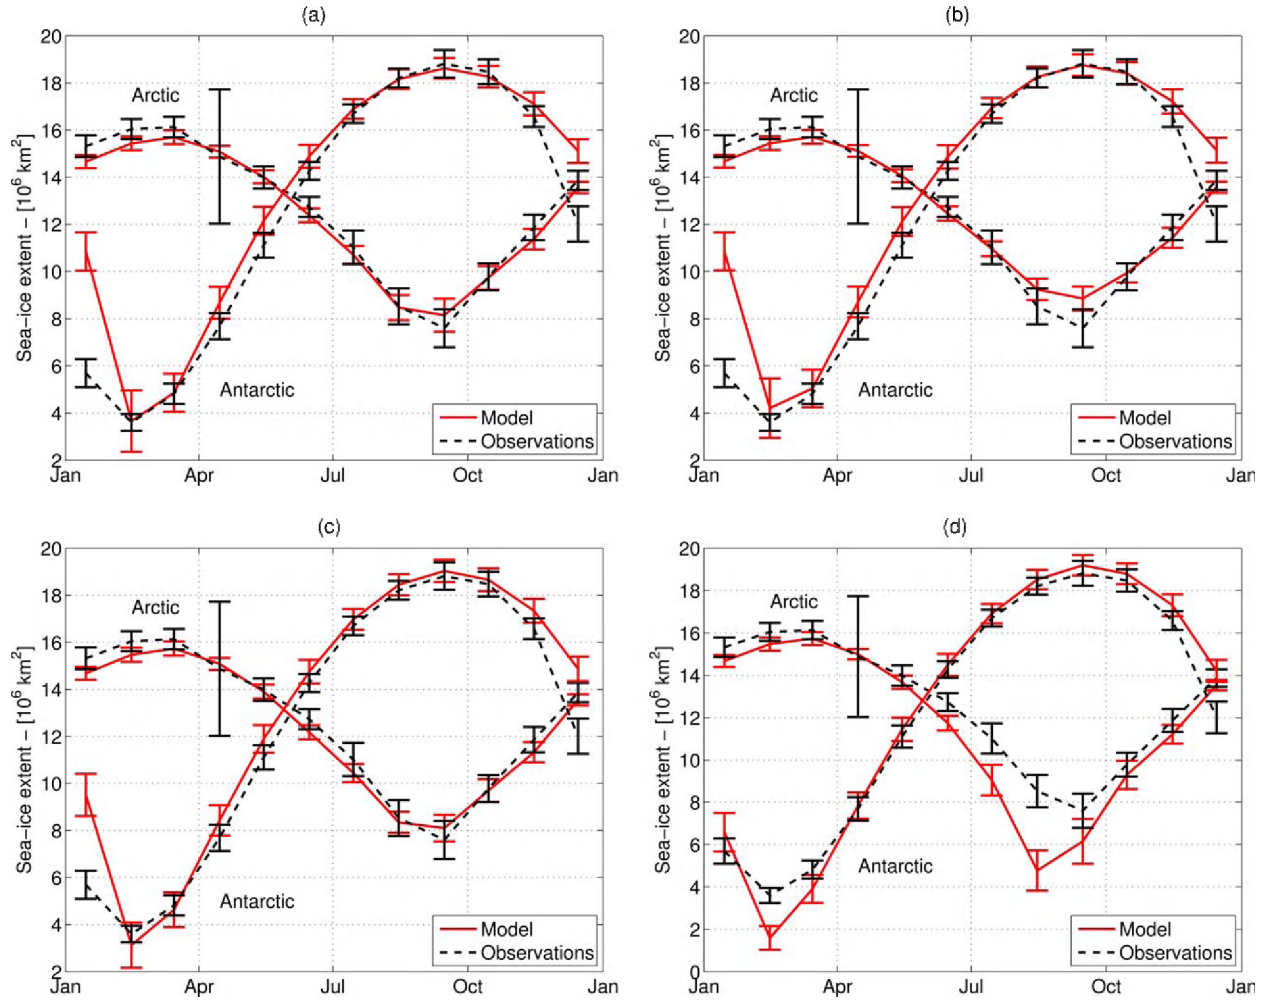 (a)
Sea-ice extent - [10⁶ km²]
20
18
16
14
12
10
8
6
4
2
Arctic
Antarctic
Model
Observations
Jan
Apr
Jul
Oct
Jan
(b)
Sea-ice extent - [10⁶ km²]
20
18
16
14
12
10
8
6
4
2
Arctic
Antarctic
Model
Observations
Jan
Apr
Jul
Oct
Jan
(c)
Sea-ice extent - [10⁶ km²]
20
18
16
14
12
10
8
6
4
2
Arctic
Antarctic
Model
Observations
Jan
Apr
Jul
Oct
Jan
(d)
Sea-ice extent - [10⁶ km²]
20
18
16
14
12
10
8
6
4
2
0
Arctic
Antarctic
Model
Observations
Jan
Apr
Jul
Oct
Jan